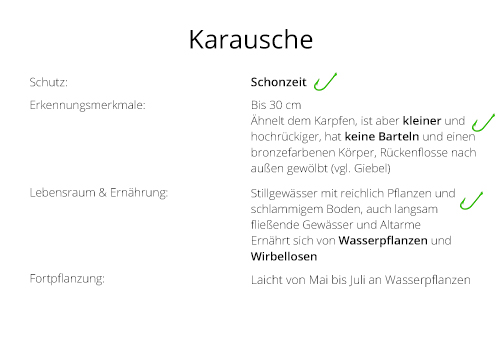 Karausche
Schutz:
Schonzeit
Erkennungsmerkmale:
Bis 30 cm
Ähnelt dem Karpfen, ist aber kleiner und
hochrückiger, hat keine Barteln und einen
bronzefarbenen Körper, Rückenflosse nach
außen gewölbt (vgl. Giebel)
Lebensraum & Ernährung:
Stillgewässer mit reichlich Pflanzen und
schlammigem Boden, auch langsam
fließende Gewässer und Altarme
Ernährt sich von Wasserpflanzen und
Wirbellosen
Fortpflanzung:
Laicht von Mai bis Juli an Wasserpflanzen